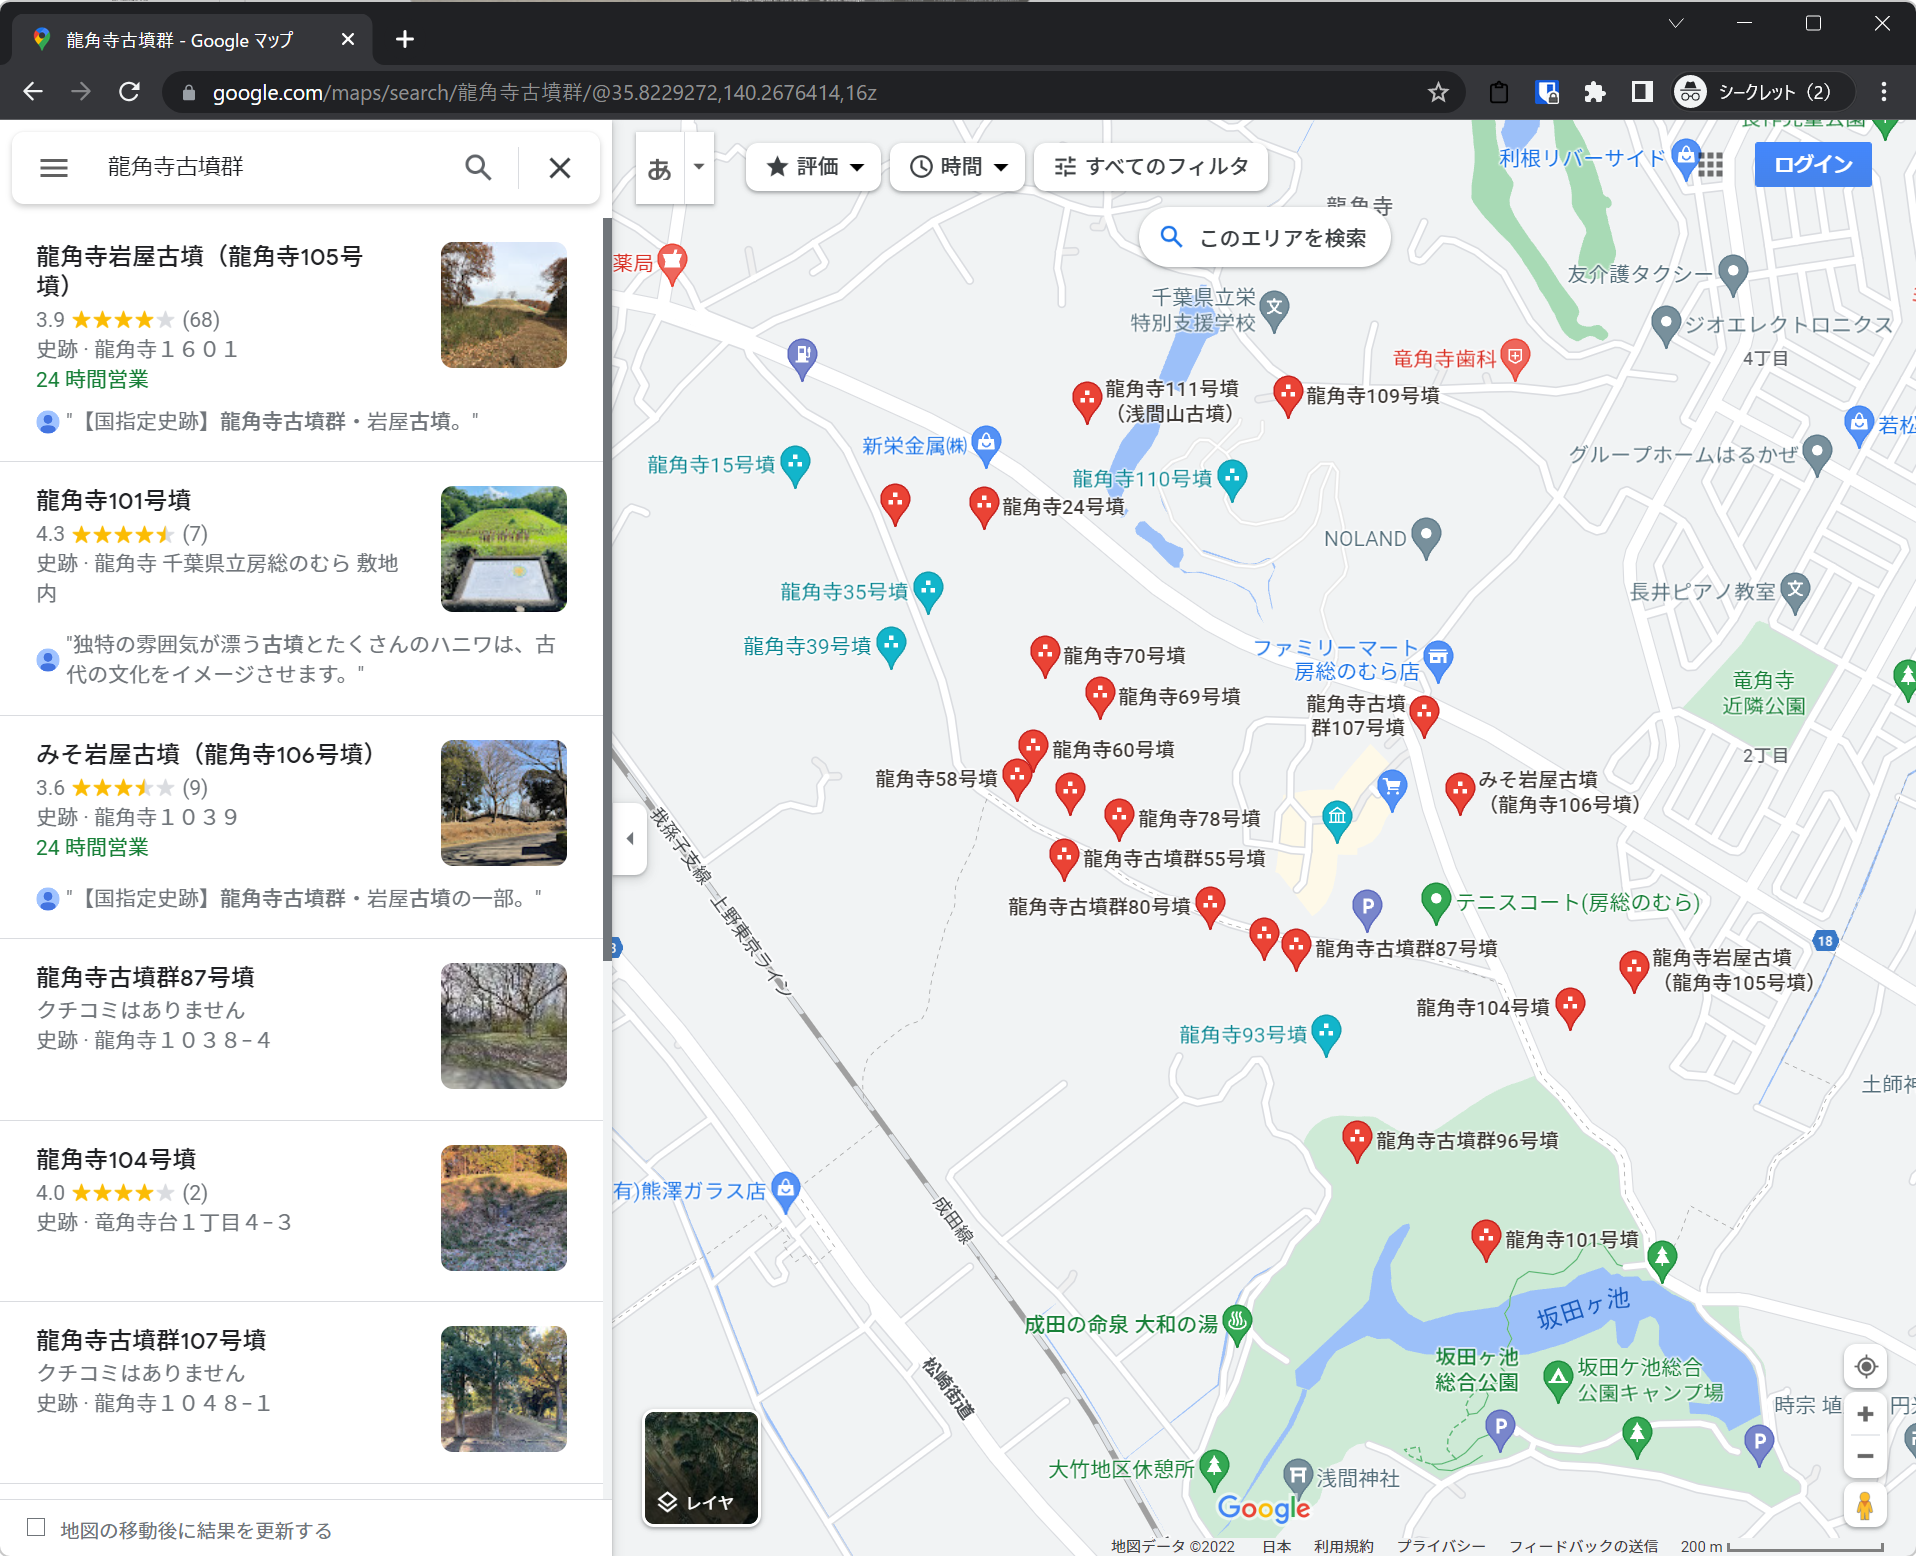 龍角寺古墳群 - Google マップ
google.com/maps/search/龍角寺古墳群/@35.8229272,140.2676414,16z
シークレット（2）
龍角寺古墳群
龍角寺岩屋古墳（龍角寺105号
墳）
3.9 ★★★★★ (68)
史跡 · 龍角寺１６０１
24 時間営業
"【国指定史跡】龍角寺古墳群・岩屋古墳。"
龍角寺101号墳
4.3 ★★★★★ (7)
史跡 · 龍角寺 千葉県立房総のむら 敷地
内
"独特の雰囲気が漂う古墳とたくさんのハニワは、古
代の文化をイメージさせます。"
みそ岩屋古墳（龍角寺106号墳）
3.6 ★★★★★ (9)
史跡 · 龍角寺１０３９
24 時間営業
"【国指定史跡】龍角寺古墳群・岩屋古墳の一部。"
龍角寺古墳群87号墳
クチコミはありません
史跡 · 龍角寺１０３８−４
龍角寺104号墳
4.0 ★★★★★ (2)
史跡 · 竜角寺台１丁目４−３
龍角寺古墳群107号墳
クチコミはありません
史跡 · 龍角寺１０４８−１
地図の移動後に結果を更新する
あ
評価
時間
すべてのフィルタ
ログイン
このエリアを検索
利根リバーサイド
龍角寺
薬局
友介護タクシー
千葉県立栄
特別支援学校
ジオエレクトロニクス
4丁目
竜角寺歯科
龍角寺111号墳
（浅間山古墳）
龍角寺109号墳
若松
新栄金属㈱
龍角寺15号墳
グループホームはるかぜ
龍角寺110号墳
龍角寺24号墳
NOLAND
龍角寺35号墳
長井ピアノ教室
龍角寺39号墳
龍角寺70号墳
ファミリーマート
房総のむら店
竜角寺
近隣公園
龍角寺69号墳
龍角寺古墳
群107号墳
龍角寺60号墳
2丁目
龍角寺58号墳
みそ岩屋古墳
（龍角寺106号墳）
龍角寺78号墳
龍角寺古墳群55号墳
我孫子支線
上野東京ライン
龍角寺古墳群80号墳
P
テニスコート(房総のむら)
龍角寺古墳群87号墳
18
龍角寺岩屋古墳
（龍角寺105号墳）
龍角寺104号墳
龍角寺93号墳
土師神
龍角寺古墳群96号墳
有)熊澤ガラス店
成田線
龍角寺101号墳
坂田ヶ池
成田の命泉 大和の湯
坂田ヶ池
総合公園
坂田ケ池総合
公園キャンプ場
松崎街道
時宗 埴
円光
P
P
大竹地区休憩所
浅間神社
レイヤ
Google
地図データ ©2022 日本 利用規約 プライバシー フィードバックの送信 200 m